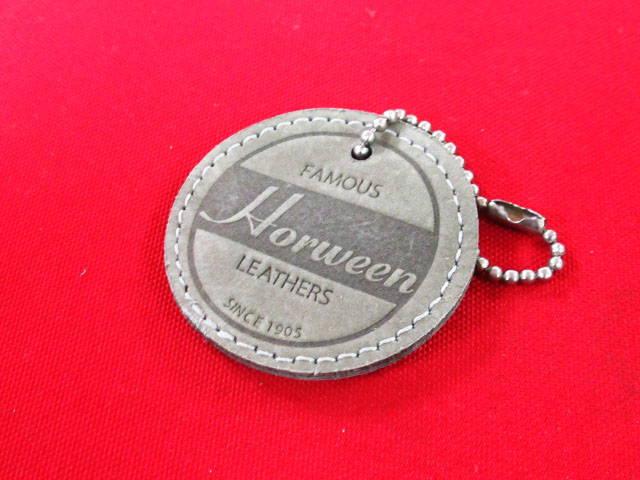 FAMOUS
Horween
LEATHERS
SINCE 1905